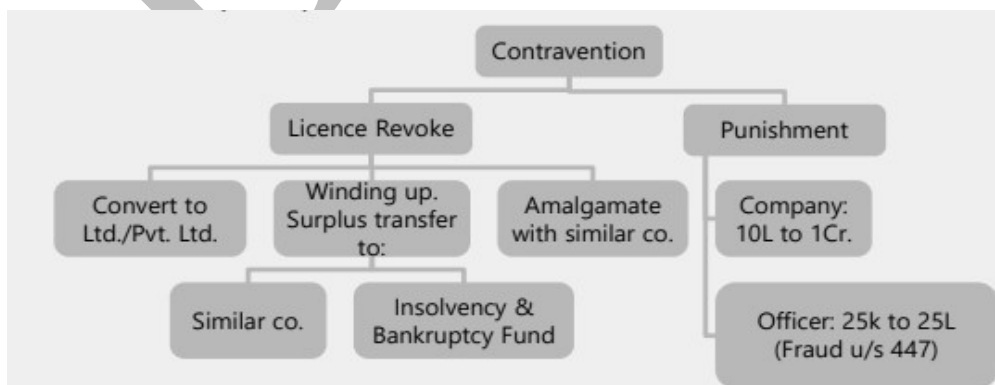 Contravention
Licence Revoke
Punishment
Convert to
Ltd./Pvt. Ltd.
Winding up.
Surplus transfer
to:
Amalgamate
with similar co.
Company:
10L to 1Cr.
Similar co.
Insolvency &
Bankruptcy Fund
Officer: 25k to 25L
(Fraud u/s 447)